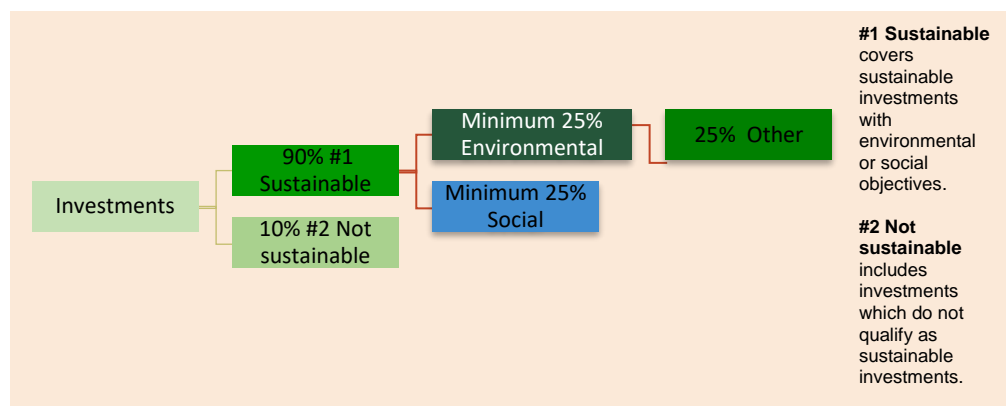 Investments
90% #1
Sustainable
10% #2 Not
sustainable
Minimum 25%
Environmental
Minimum 25%
Social
25%  Other
#1 Sustainable
covers
sustainable
investments
with
environmental
or social
objectives.
#2 Not
sustainable
includes
investments
which do not
qualify as
sustainable
investments.